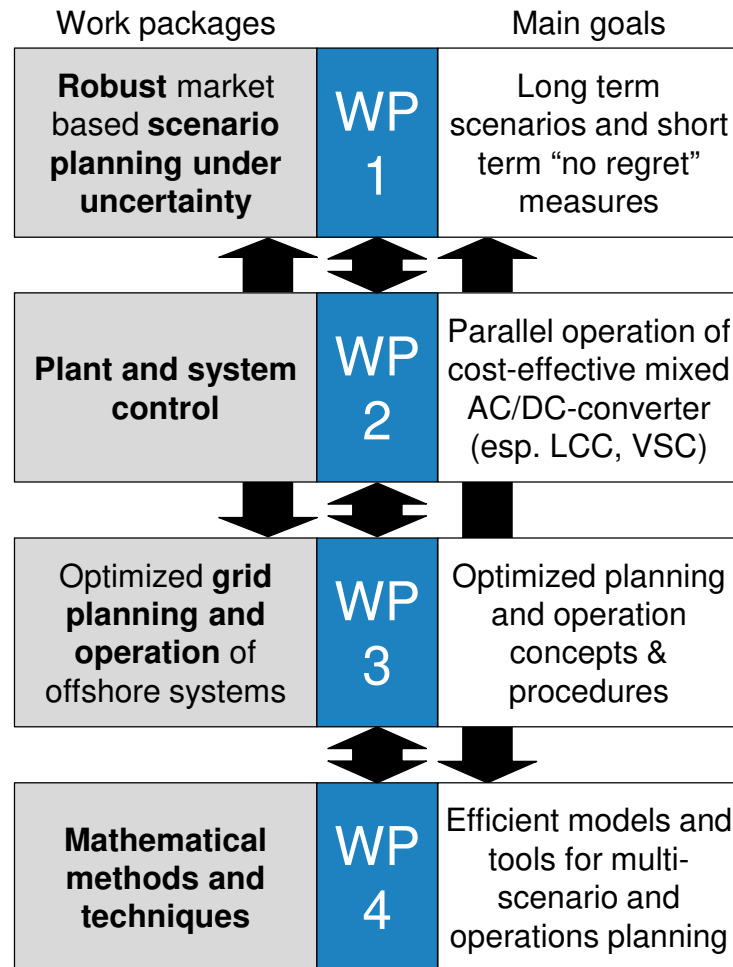 Work packages
Main goals
Robust market
based scenario
planning under
uncertainty
WP
1
Long term
scenarios and short
term “no regret”
measures
Plant and system
control
WP
2
Parallel operation of
cost-effective mixed
AC/DC-converter
(esp. LCC, VSC)
Optimized grid
planning and
operation of
offshore systems
WP
3
Optimized planning
and operation
concepts &
procedures
Mathematical
methods and
techniques
WP
4
Efficient models and
tools for multi-
scenario and
operations planning